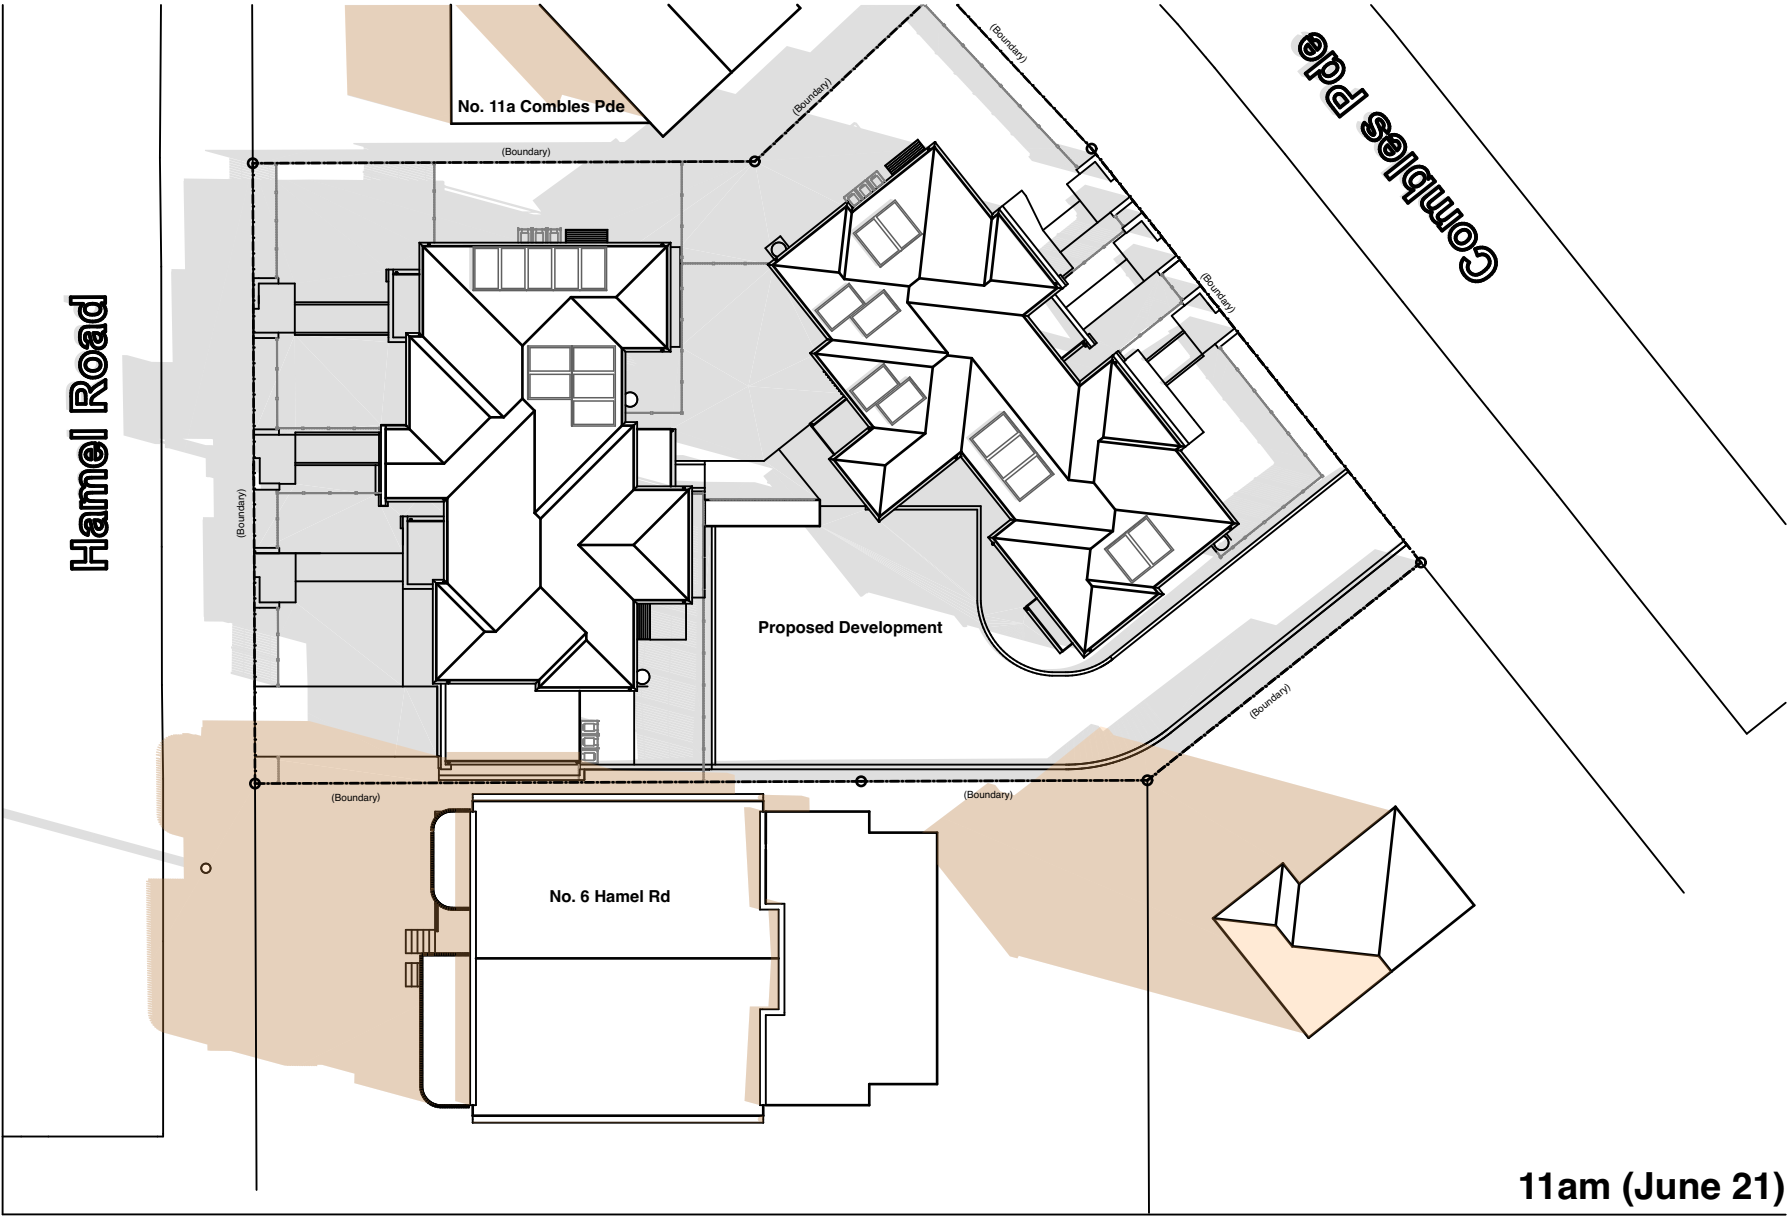 (Boundary)
Combles Pde
No. 11a Combles Pde
(Boundary)
(Boundary)
(Boundary)
Hamel Road
(Boundary)
Proposed Development
(Boundary)
(Boundary)
(Boundary)
No. 6 Hamel Rd
11am (June 21)